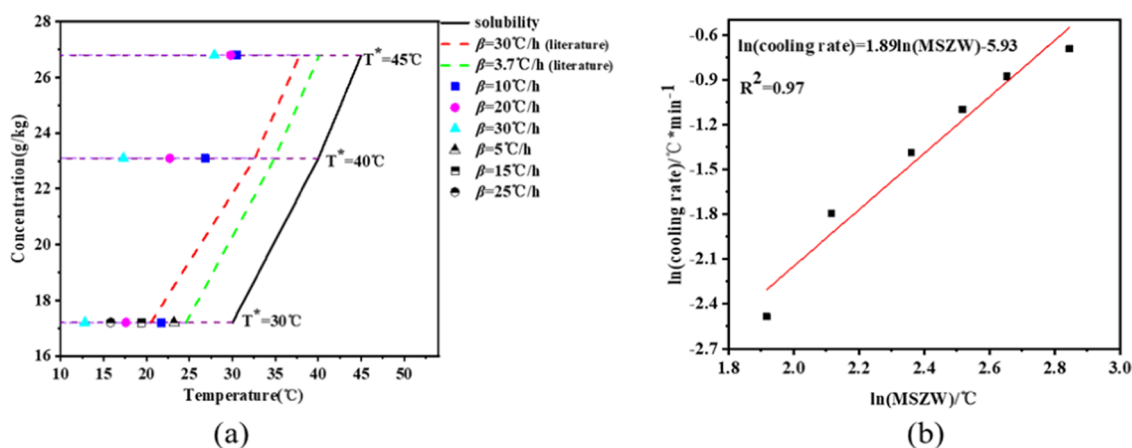 28
26
24
22
20
18
16
10 15 20 25 30 35 40 45 50
Concentration(g/kg)
Temperature(℃)
T*=45℃
T*=40℃
T*=30℃
solubility
β=30℃/h (literature)
β=3.7℃/h (literature)
β=10℃/h
β=20℃/h
β=30℃/h
β=5℃/h
β=15℃/h
β=25℃/h
(a)
-0.6
-0.9
-1.2
-1.5
-1.8
-2.1
-2.4
-2.7
1.8 2.0 2.2 2.4 2.6 2.8 3.0
ln(cooling rate)/℃*min-1
ln(MSZW)/℃
ln(cooling rate)=1.89ln(MSZW)-5.93
R2=0.97
(b)